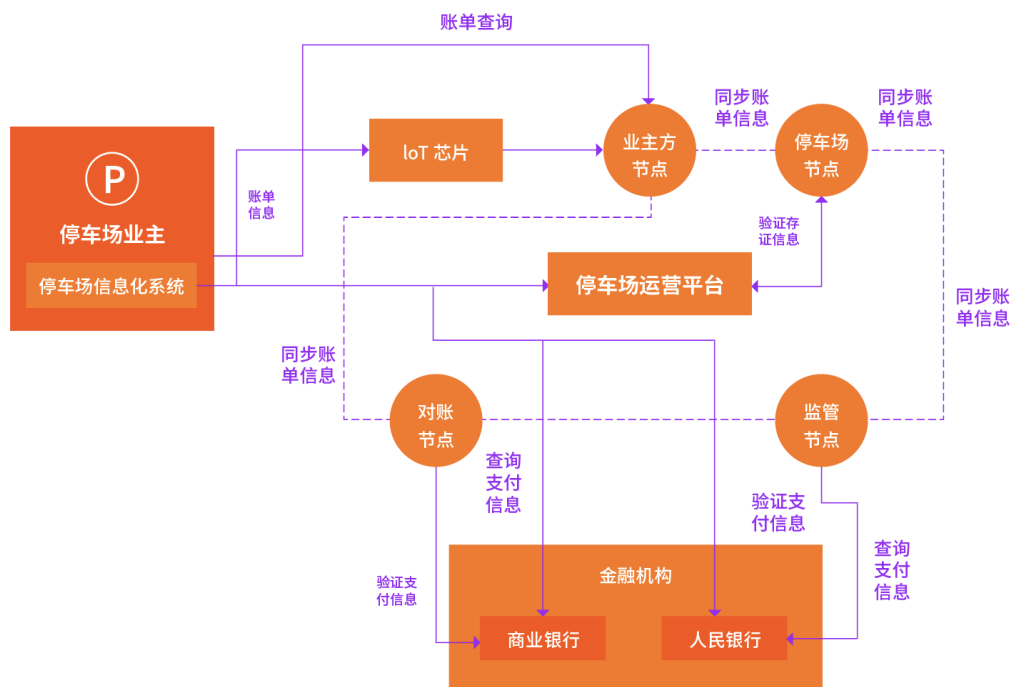 账单查询
同步账
单信息
同步账
单信息
P
停车场业主
停车场信息化系统
账单
信息
IoT 芯片
业主方
节点
停车场
节点
验证存
证信息
停车场运营平台
同步账
单信息
同步账
单信息
对账
节点
监管
节点
查询
支付
信息
验证支
付信息
查询
支付
信息
验证支
付信息
金融机构
商业银行
人民银行